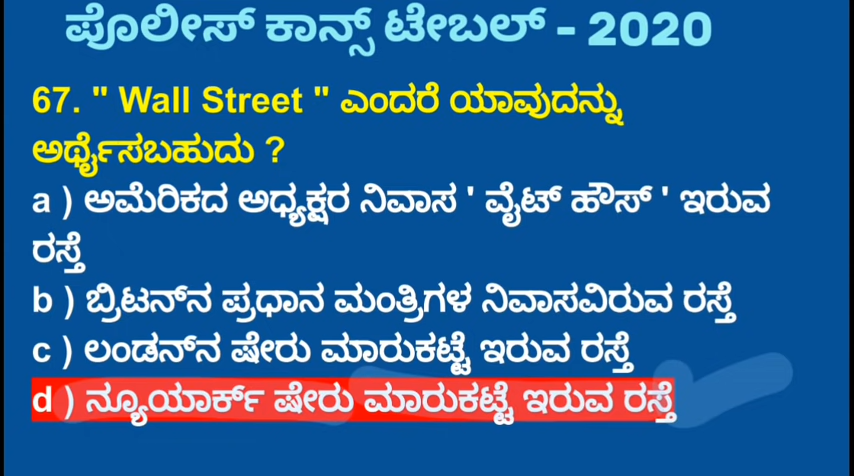 ಪೊಲೀಸ್ ಕಾನ್ಸ್ ಟೇಬಲ್ - 2020
67. " Wall Street " ಎಂದರೆ ಯಾವುದನ್ನು
ಅರ್ಥೈಸಬಹುದು ?
a ) ಅಮೆರಿಕದ ಅಧ್ಯಕ್ಷರ ನಿವಾಸ ' ವೈಟ್ ಹೌಸ್ ' ಇರುವ
ರಸ್ತೆ
b ) ಬ್ರಿಟನ್‌ನ ಪ್ರಧಾನ ಮಂತ್ರಿಗಳ ನಿವಾಸವಿರುವ ರಸ್ತೆ
c ) ಲಂಡನ್‌ನ ಷೇರು ಮಾರುಕಟ್ಟೆ ಇರುವ ರಸ್ತೆ
d ) ನ್ಯೂಯಾರ್ಕ್ ಷೇರು ಮಾರುಕಟ್ಟೆ ಇರುವ ರಸ್ತೆ